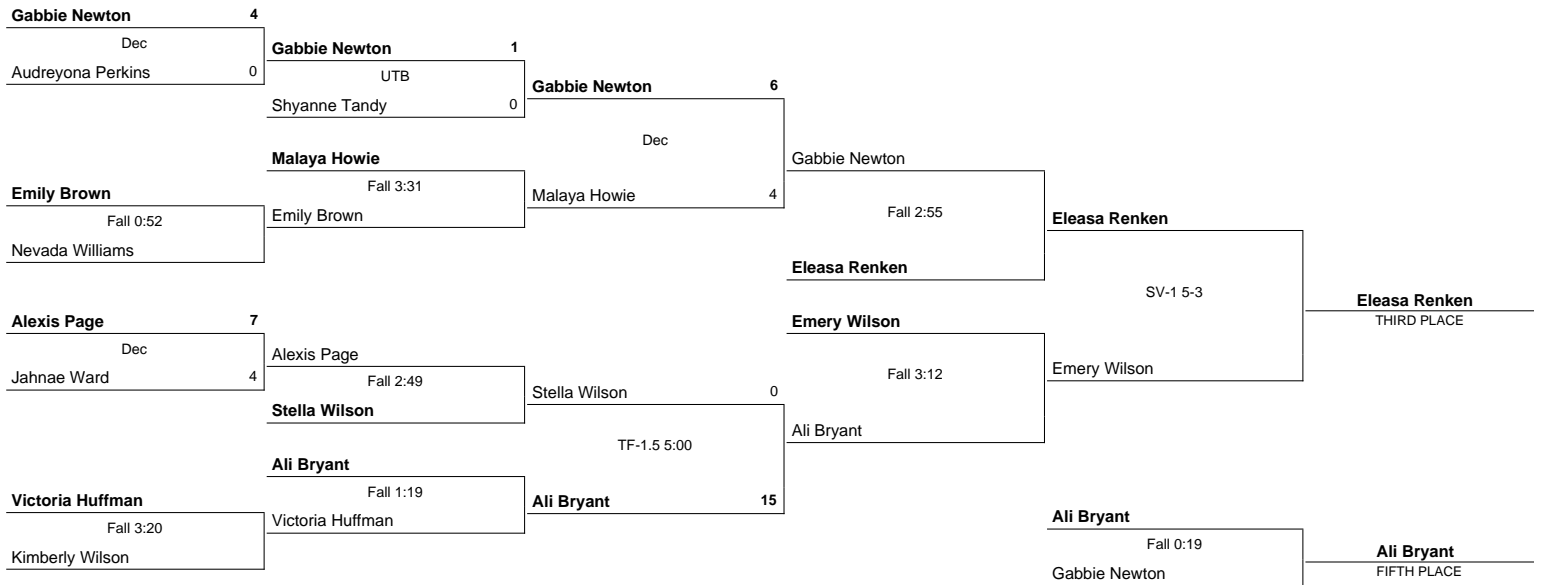 Gabbie Newton 4
Dec
Audreyona Perkins 0
Emily Brown
Fall 0:52
Nevada Williams
Alexis Page 7
Dec
Jahnae Ward 4
Victoria Huffman
Fall 3:20
Kimberly Wilson
Gabbie Newton 1
UTB
Shyanne Tandy 0
Malaya Howie
Fall 3:31
Emily Brown
Alexis Page
Fall 2:49
Stella Wilson
Ali Bryant
Fall 1:19
Victoria Huffman
Gabbie Newton 6
Dec
Malaya Howie 4
Stella Wilson 0
TF-1.5 5:00
Ali Bryant 15
Gabbie Newton
Fall 2:55
Eleasa Renken
Emery Wilson
Fall 3:12
Ali Bryant
Eleasa Renken
SV-1 5-3
Emery Wilson
Eleasa Renken
THIRD PLACE
Ali Bryant
Fall 0:19
Gabbie Newton
Ali Bryant
FIFTH PLACE